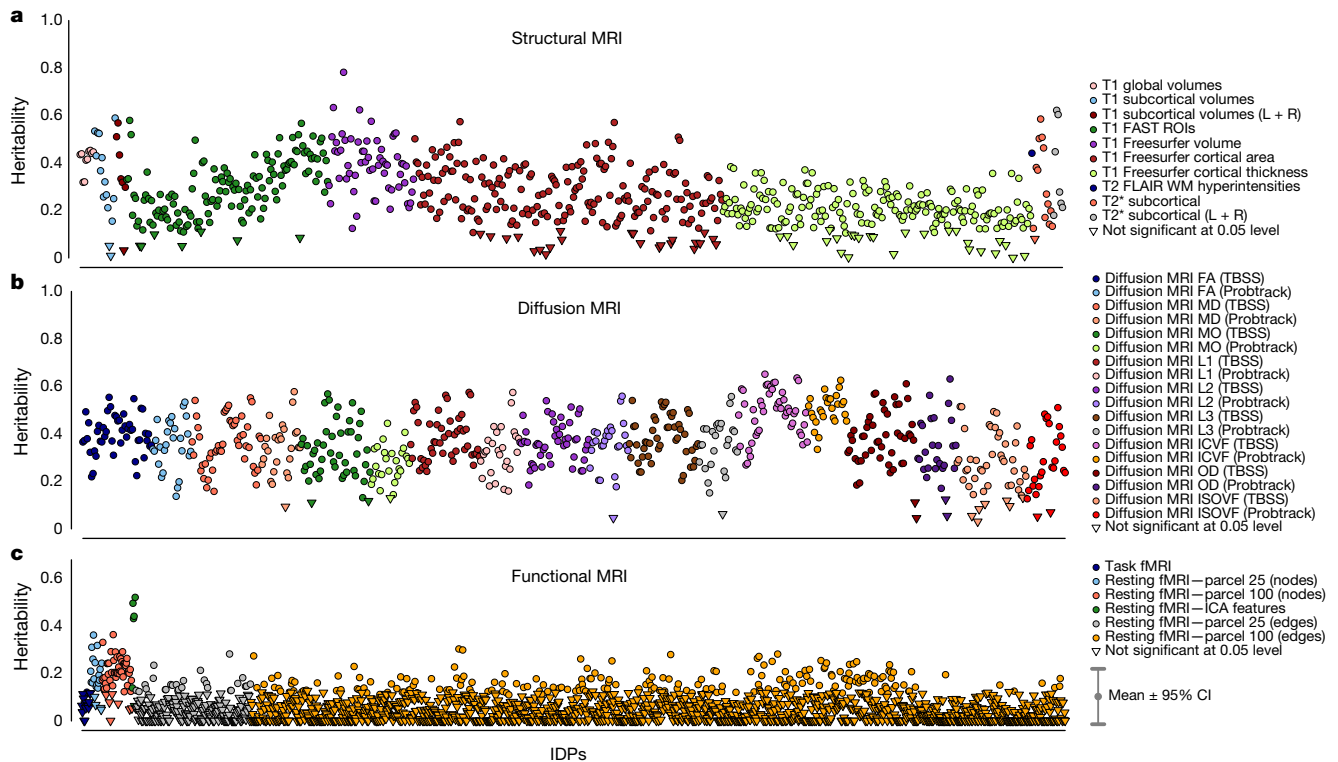 a
1.0
0.8
0.6
0.4
0.2
0
Heritability
Structural MRI
T1 global volumes
T1 subcortical volumes
T1 subcortical volumes (L + R)
T1 FAST ROIs
T1 Freesurfer volume
T1 Freesurfer cortical area
T1 Freesurfer cortical thickness
T2 FLAIR WM hyperintensities
T2* subcortical
T2* subcortical (L + R)
Not significant at 0.05 level
b
1.0
0.8
0.6
0.4
0.2
0
Heritability
Diffusion MRI
Diffusion MRI FA (TBSS)
Diffusion MRI FA (Probtrack)
Diffusion MRI MD (TBSS)
Diffusion MRI MD (Probtrack)
Diffusion MRI MO (TBSS)
Diffusion MRI MO (Probtrack)
Diffusion MRI L1 (TBSS)
Diffusion MRI L1 (Probtrack)
Diffusion MRI L2 (TBSS)
Diffusion MRI L2 (Probtrack)
Diffusion MRI L3 (TBSS)
Diffusion MRI L3 (Probtrack)
Diffusion MRI ICVF (TBSS)
Diffusion MRI ICVF (Probtrack)
Diffusion MRI OD (TBSS)
Diffusion MRI OD (Probtrack)
Diffusion MRI ISOVF (TBSS)
Diffusion MRI ISOVF (Probtrack)
Not significant at 0.05 level
c
0.6
0.4
0.2
0
Heritability
Functional MRI
Task fMRI
Resting fMRI—parcel 25 (nodes)
Resting fMRI—parcel 100 (nodes)
Resting fMRI—ICA features
Resting fMRI—parcel 25 (edges)
Resting fMRI—parcel 100 (edges)
Not significant at 0.05 level
Mean ± 95% CI
IDPs